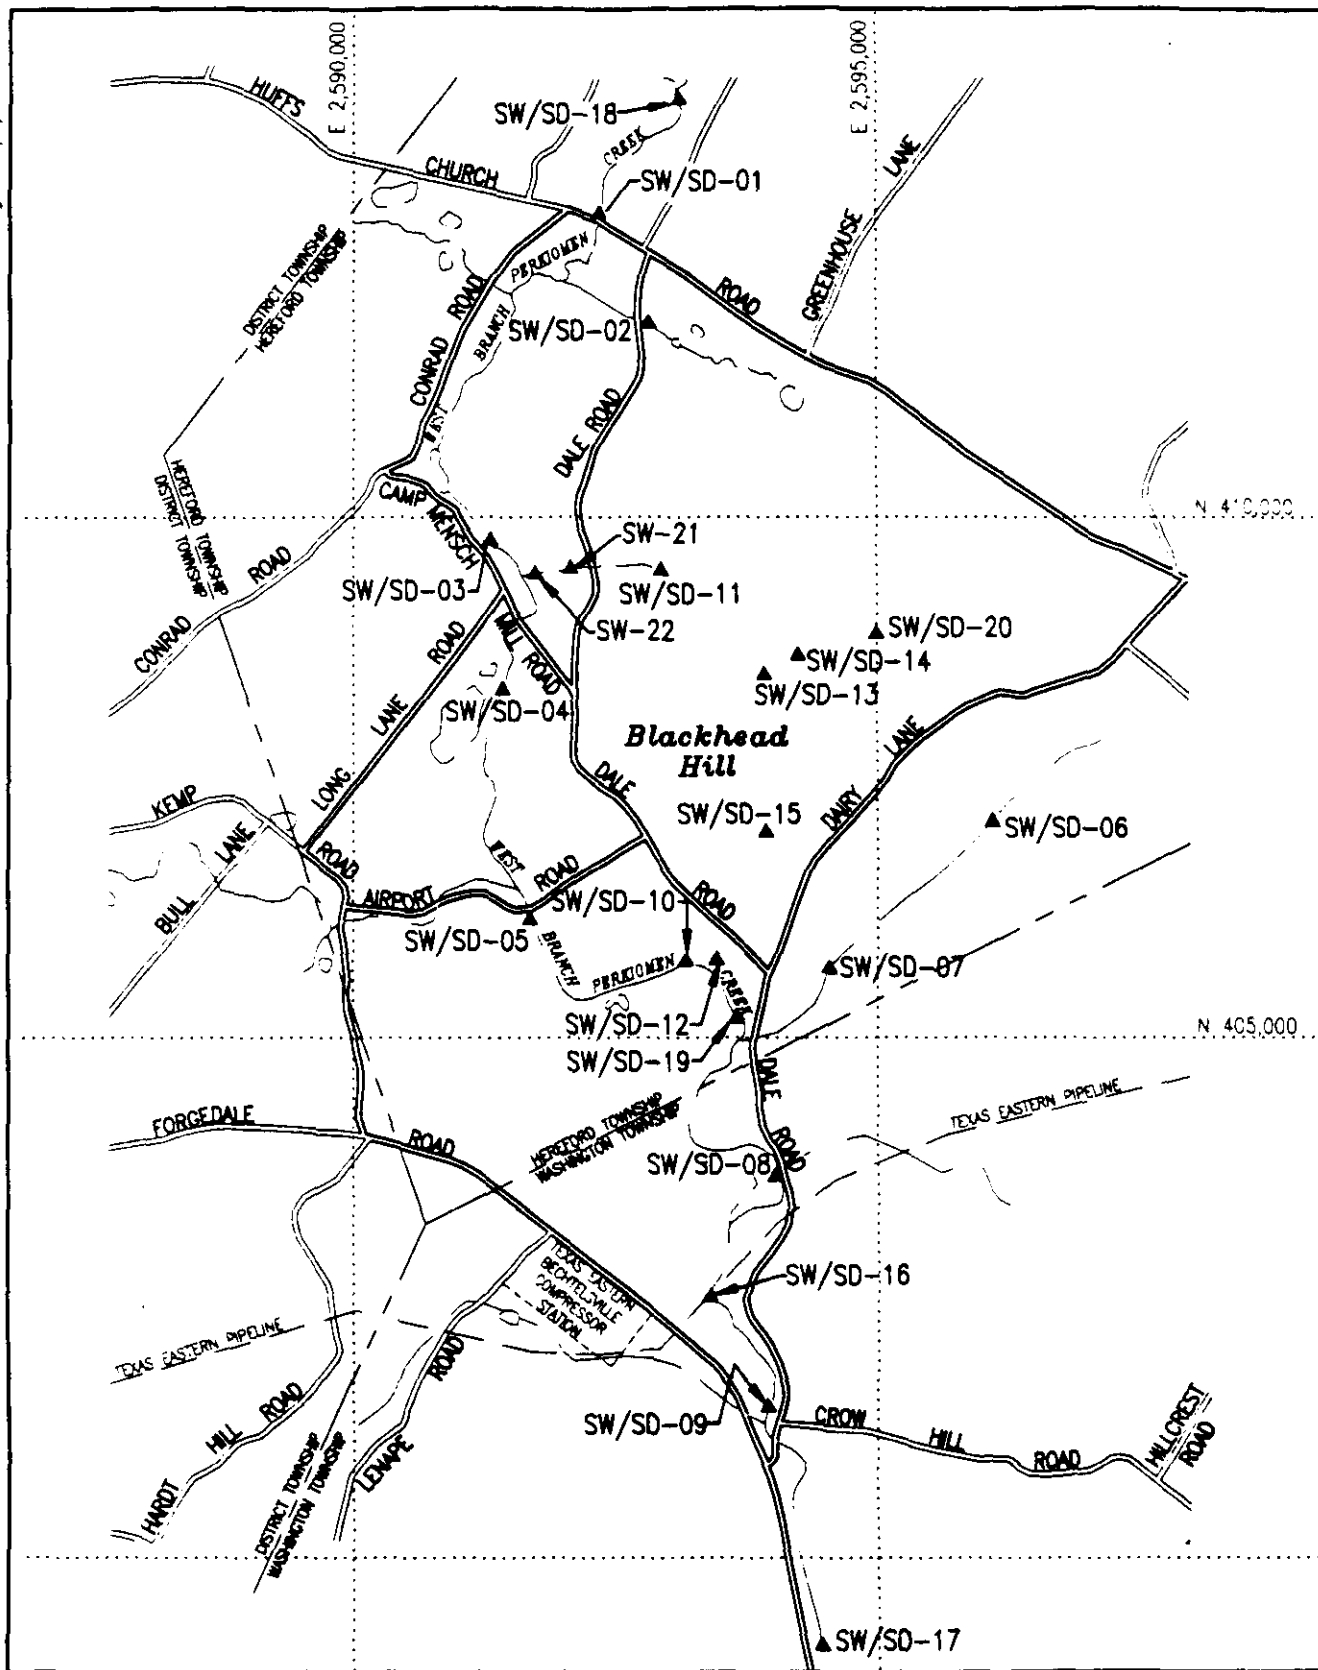 E 2,590,000
E 2,595,000
HUFFS
CHURCH
ROAD
SW/SD-18
CREEK
SW/SD-01
GREENHOUSE
LANE
PERKIOMEN
BRANCH
WEST
DISTRICT TOWNSHIP
HEREFORD TOWNSHIP
CONRAD
ROAD
SW/SD-02
DALE ROAD
HEREFORD TOWNSHIP
DISTRICT TOWNSHIP
CAMP
MENSCH
MILL ROAD
N 410,000
CONRAD
ROAD
SW-21
SW/SD-03
SW/SD-11
SW-22
SW/SD-20
SW/SD-14
SW/SD-13
LONG
LANE
ROAD
SW/SD-04
Blackhead
Hill
DALE
ROAD
DAIRY
LANE
KEMP
ROAD
BULL
LANE
SW/SD-15
SW/SD-06
WEST
BRANCH
PERKIOMEN
CREEK
AIRPORT
ROAD
SW/SD-10
SW/SD-05
SW/SD-07
SW/SD-12
SW/SD-19
N 405,000
DALE
ROAD
TEXAS EASTERN PIPELINE
FORGEDALE
ROAD
HEREFORD TOWNSHIP
WASHINGTON TOWNSHIP
SW/SD-08
TEXAS EASTERN
BECHTELSVILLE
COMPRESSOR
STATION
SW/SD-16
TEXAS EASTERN PIPELINE
HARDT
HILL
ROAD
LENAPE
ROAD
DISTRICT TOWNSHIP
WASHINGTON TOWNSHIP
SW/SD-09
CROW
HILL
ROAD
HILLCREST
ROAD
SW/SD-17